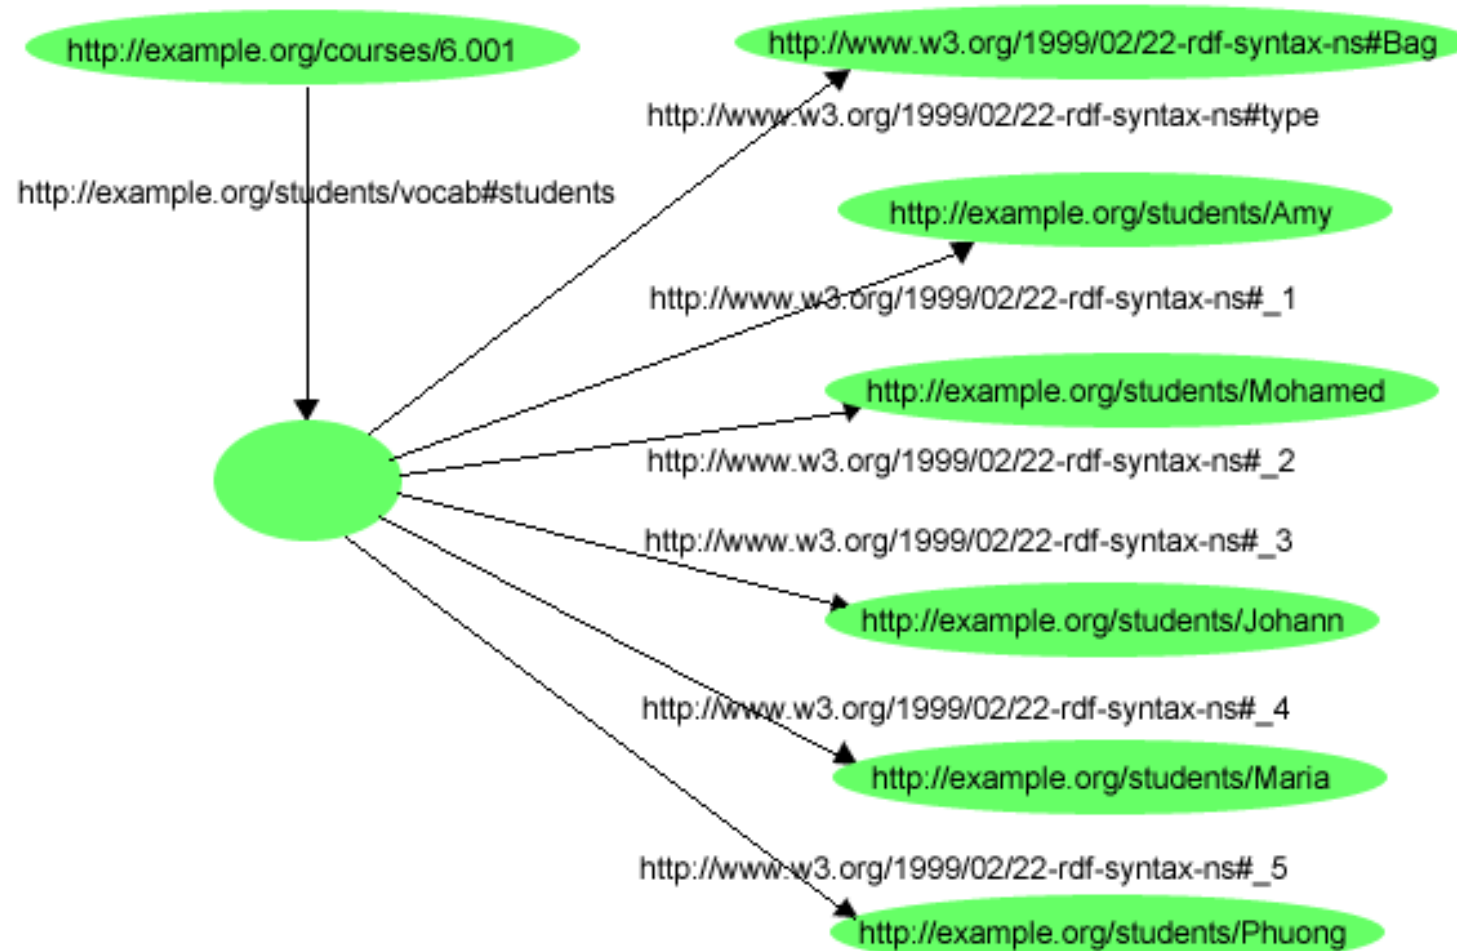 http://example.org/courses/6.001
http://www.w3.org/1999/02/22-rdf-syntax-ns#Bag
http://www.w3.org/1999/02/22-rdf-syntax-ns#type
http://example.org/students/vocab#students
http://example.org/students/Amy
http://www.w3.org/1999/02/22-rdf-syntax-ns#_1
http://example.org/students/Mohamed
http://www.w3.org/1999/02/22-rdf-syntax-ns#_2
http://www.w3.org/1999/02/22-rdf-syntax-ns#_3
http://example.org/students/Johann
http://www.w3.org/1999/02/22-rdf-syntax-ns#_4
http://example.org/students/Maria
http://www.w3.org/1999/02/22-rdf-syntax-ns#_5
http://example.org/students/Phuong